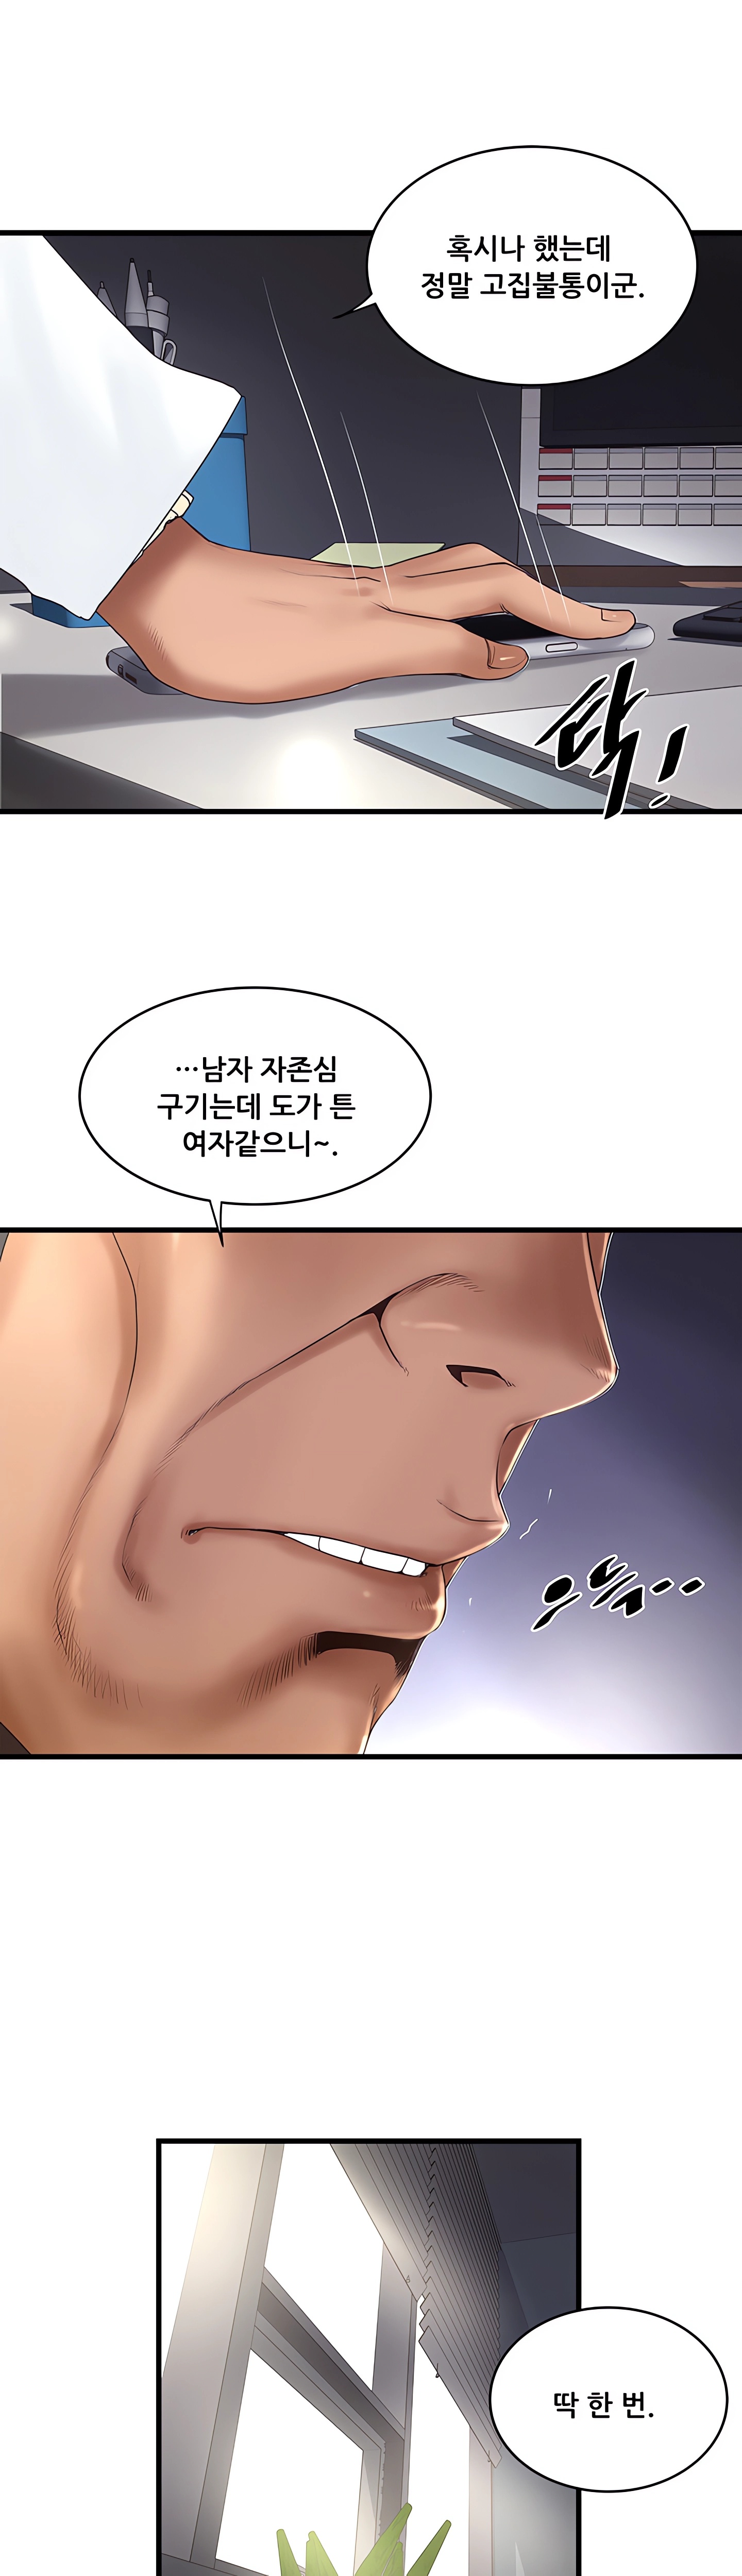 혹시나 했는데
정말 고집불통이군.
탁!
…남자 자존심
구기는데 도가 튼
여자같으니~.
으득--
딱 한 번.